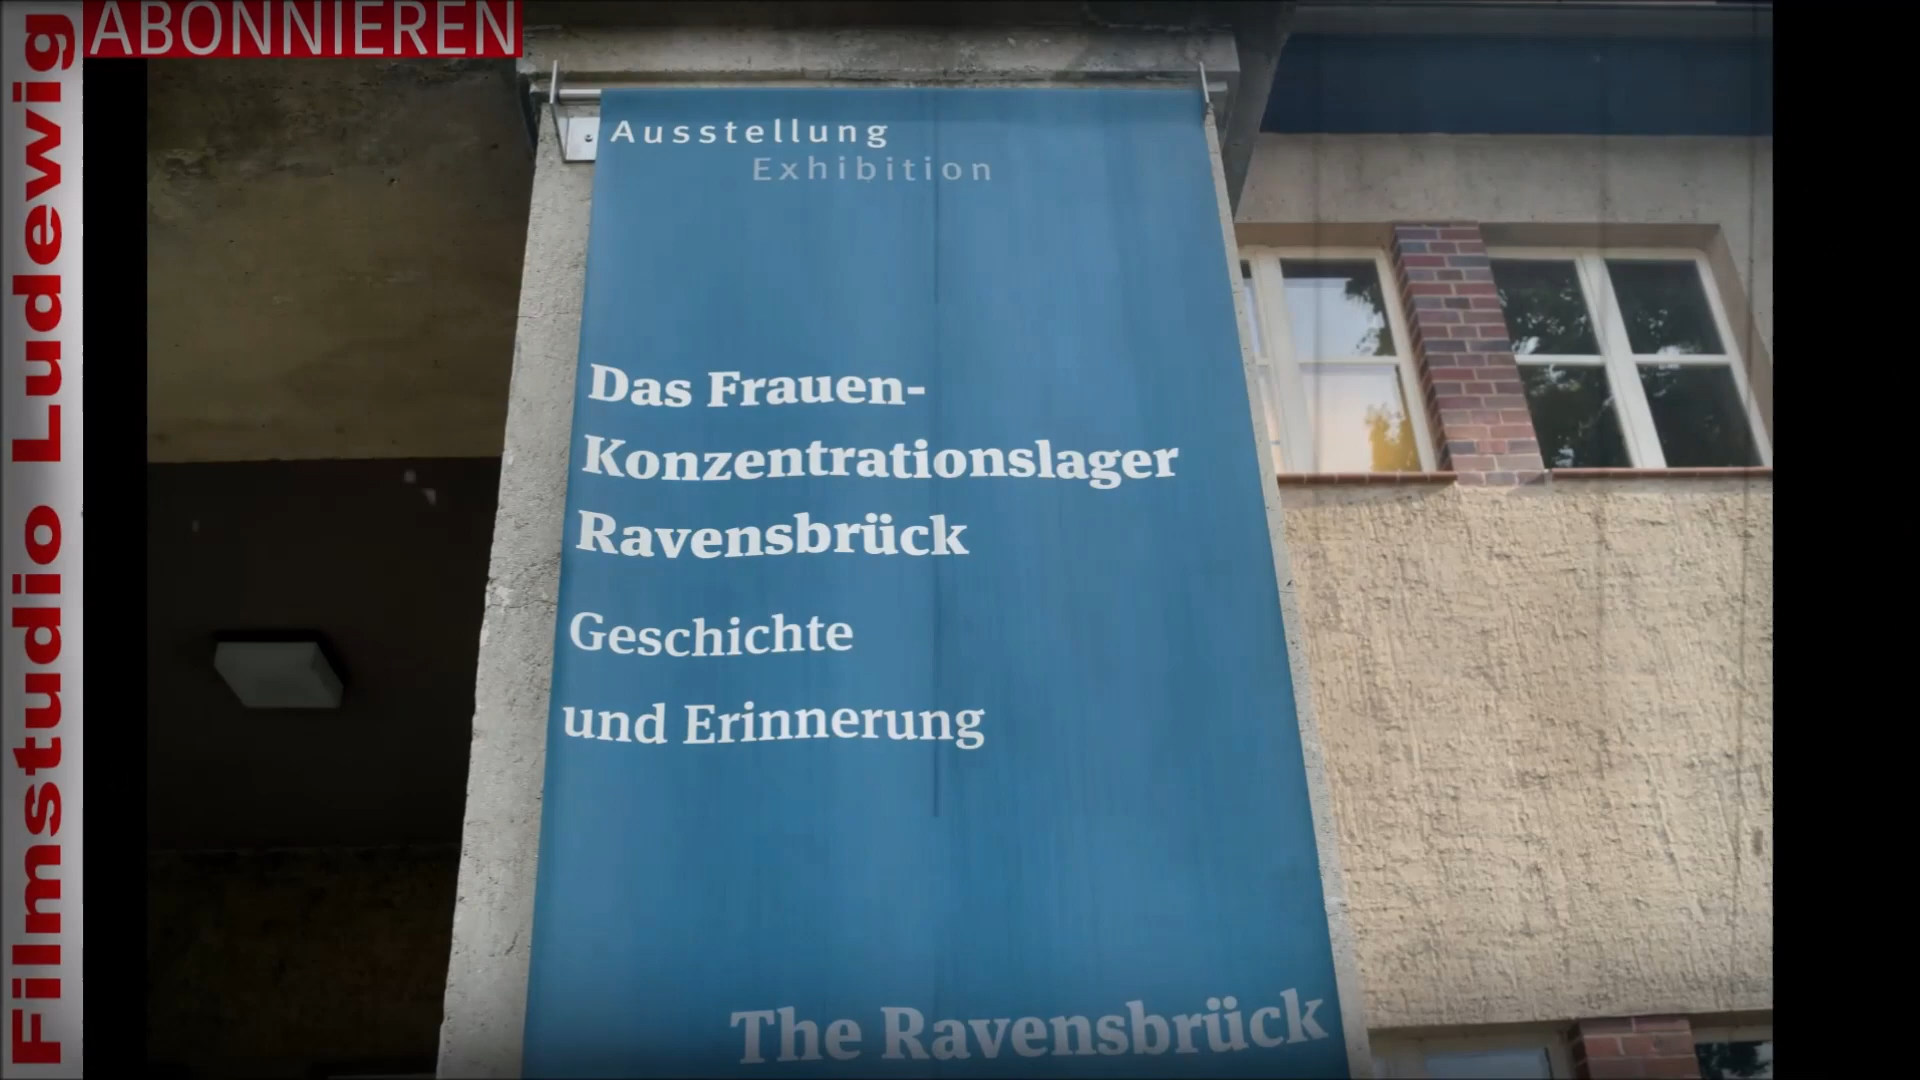 ABONNIEREN
Filmstudio Ludewig
Ausstellung
Exhibition
Das Frauen-
Konzentrationslager
Ravensbrück
Geschichte
und Erinnerung
The Ravensbrück